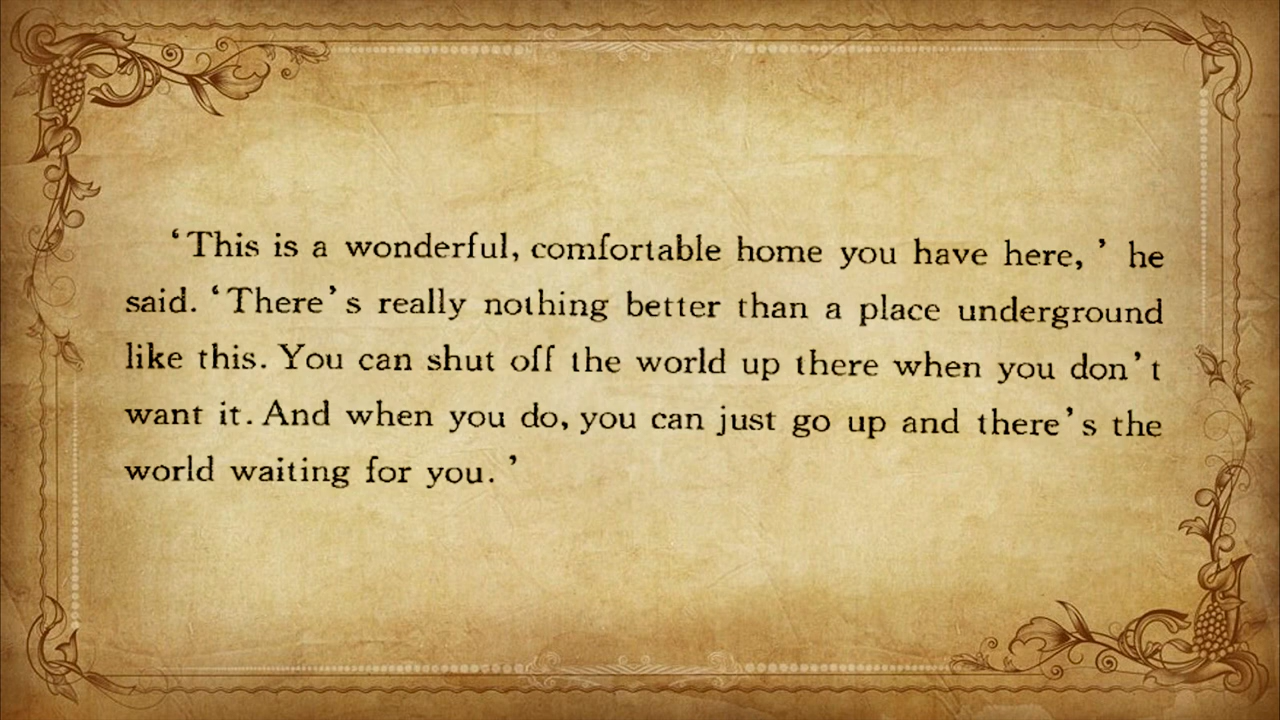 ‘This is a wonderful, comfortable home you have here, ’ he
said. ‘There’s really nothing better than a place underground
like this. You can shut off the world up there when you don’t
want it. And when you do, you can just go up and there’s the
world waiting for you. ’